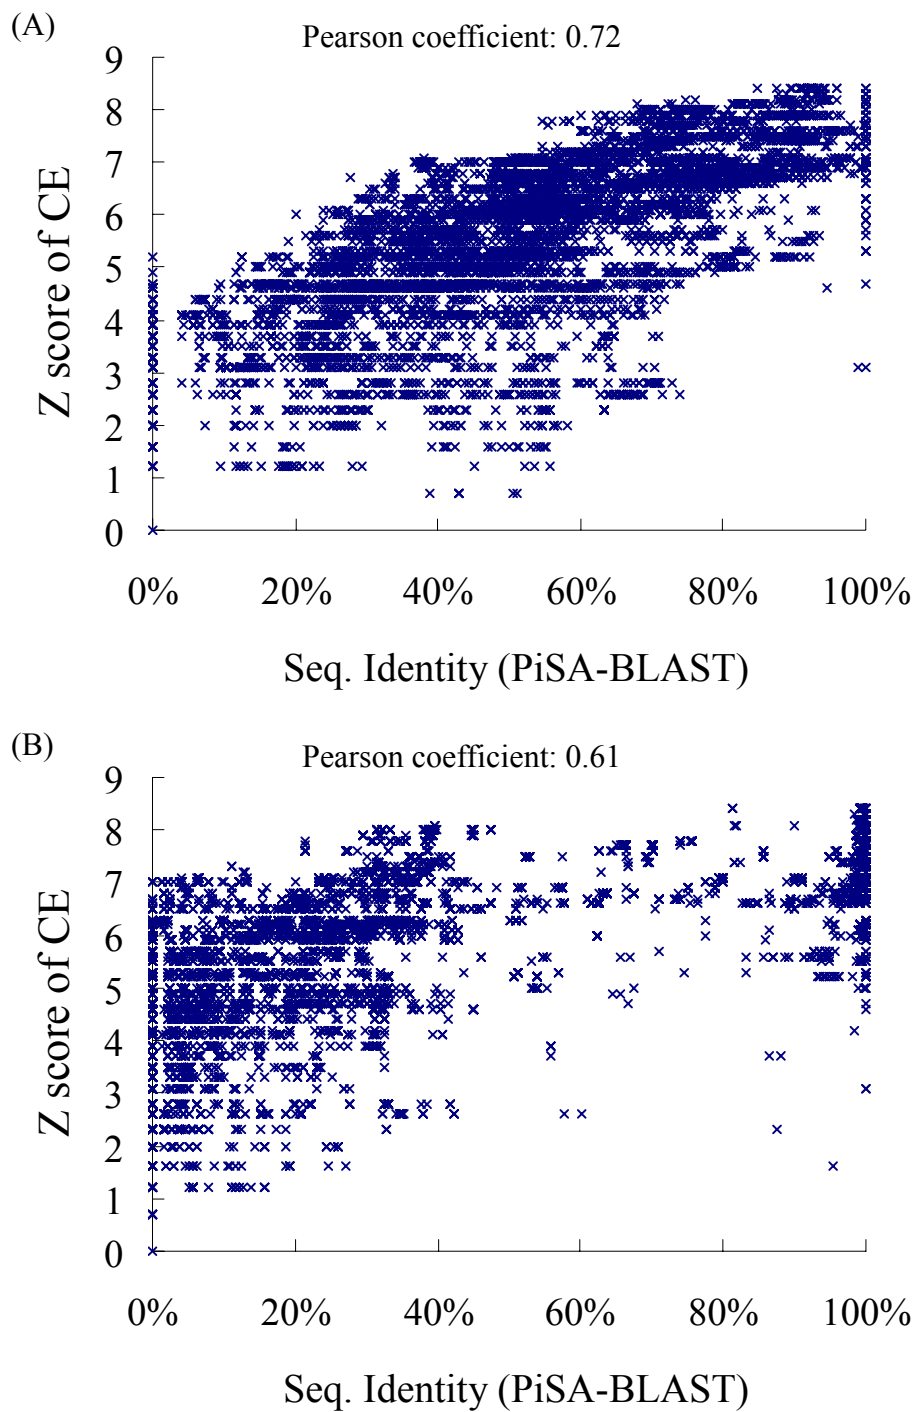 (A)
Pearson coefficient: 0.72
9
8
7
6
5
4
3
2
1
0
Z score of CE
0% 20% 40% 60% 80% 100%
Seq. Identity (PiSA-BLAST)
(B)
Pearson coefficient: 0.61
9
8
7
6
5
4
3
2
1
0
Z score of CE
0% 20% 40% 60% 80% 100%
Seq. Identity (PiSA-BLAST)